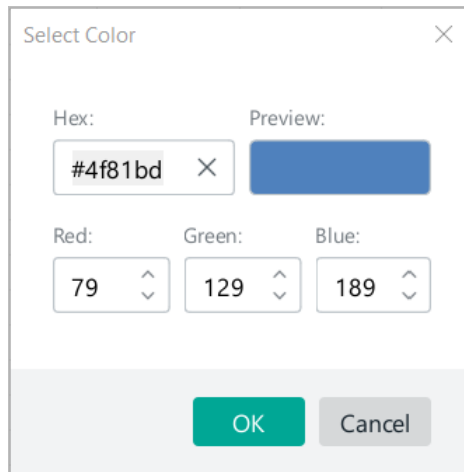 Select Color
Hex: Preview:
#4f81bd
Red: Green: Blue:
79 129 189
OK Cancel